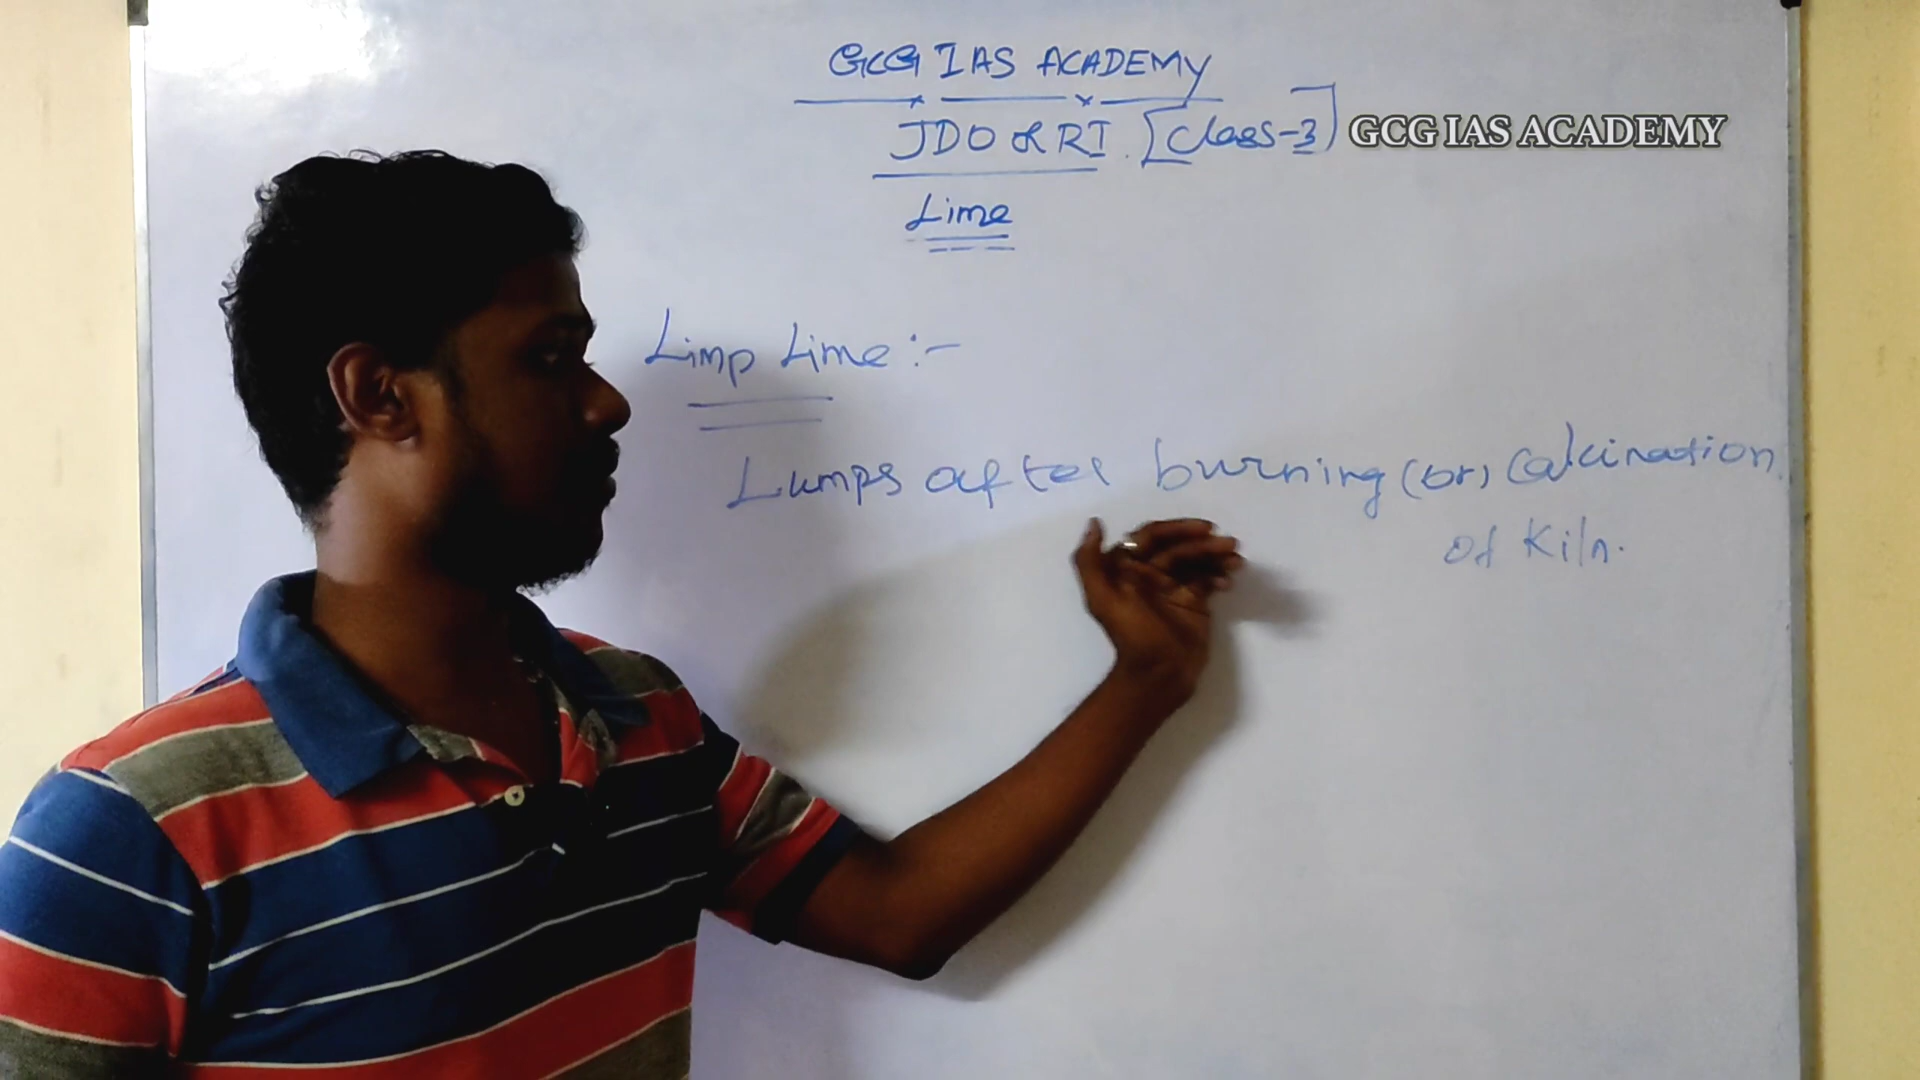 GCG IAS ACADEMY
JDO & RI [Class-3]
GCG IAS ACADEMY
Lime
Limp Lime :-
Lumps after burning (or) Calcination
of Kiln.